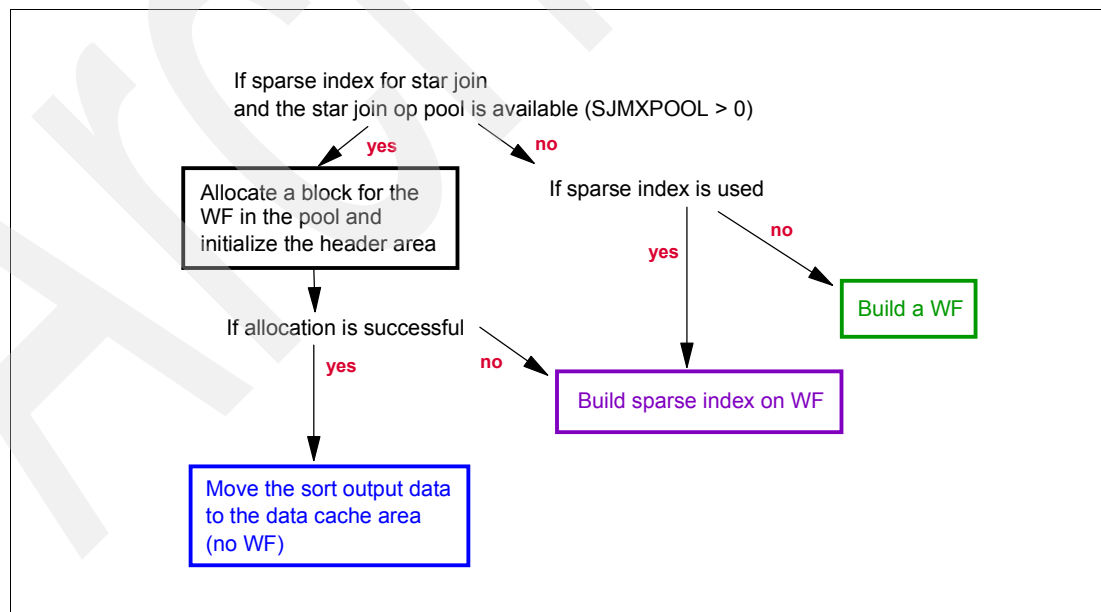 If sparse index for star join
and the star join op pool is available (SJMXPOOL > 0)
yes
no
Allocate a block for the
WF in the pool and
initialize the header area
If sparse index is used
yes
no
Build a WF
If allocation is successful
yes
no
Build sparse index on WF
Move the sort output data
to the data cache area
(no WF)